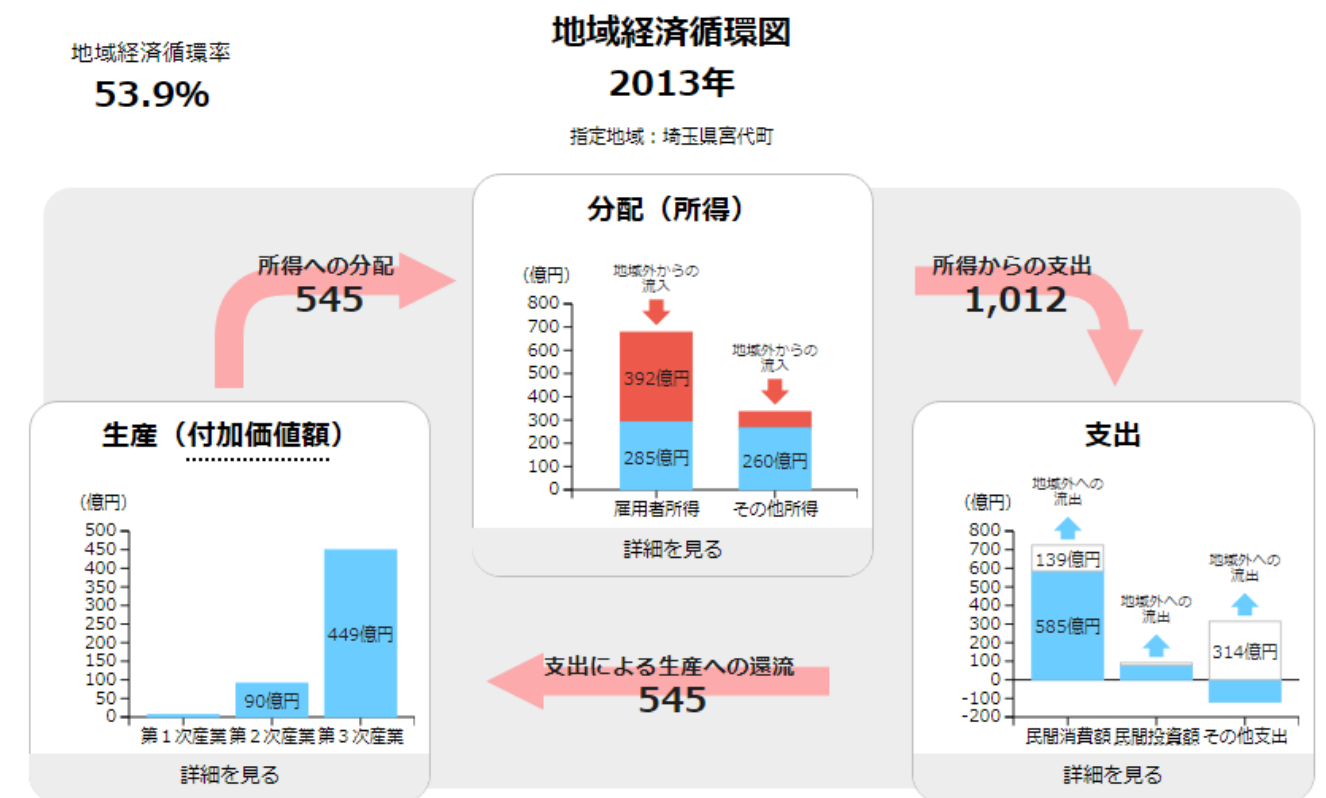 地域経済循環図
2013年
指定地域：埼玉県宮代町
地域経済循環率
53.9%
所得への分配
545
分配（所得）
（億円）
800
700
600
500
400
300
200
100
0
地域外からの
流入
392億円
285億円
地域外からの
流入
260億円
雇用者所得
その他所得
詳細を見る
所得からの支出
1,012
生産（付加価値額）
（億円）
500
450
400
350
300
250
200
150
100
50
0
90億円
449億円
第１次産業
第２次産業
第３次産業
詳細を見る
支出による生産への還流
545
支出
（億円）
800
700
600
500
400
300
200
100
0
-100
-200
地域外への
流出
139億円
585億円
地域外への
流出
地域外への
流出
314億円
民間消費額
民間投資額
その他支出
詳細を見る